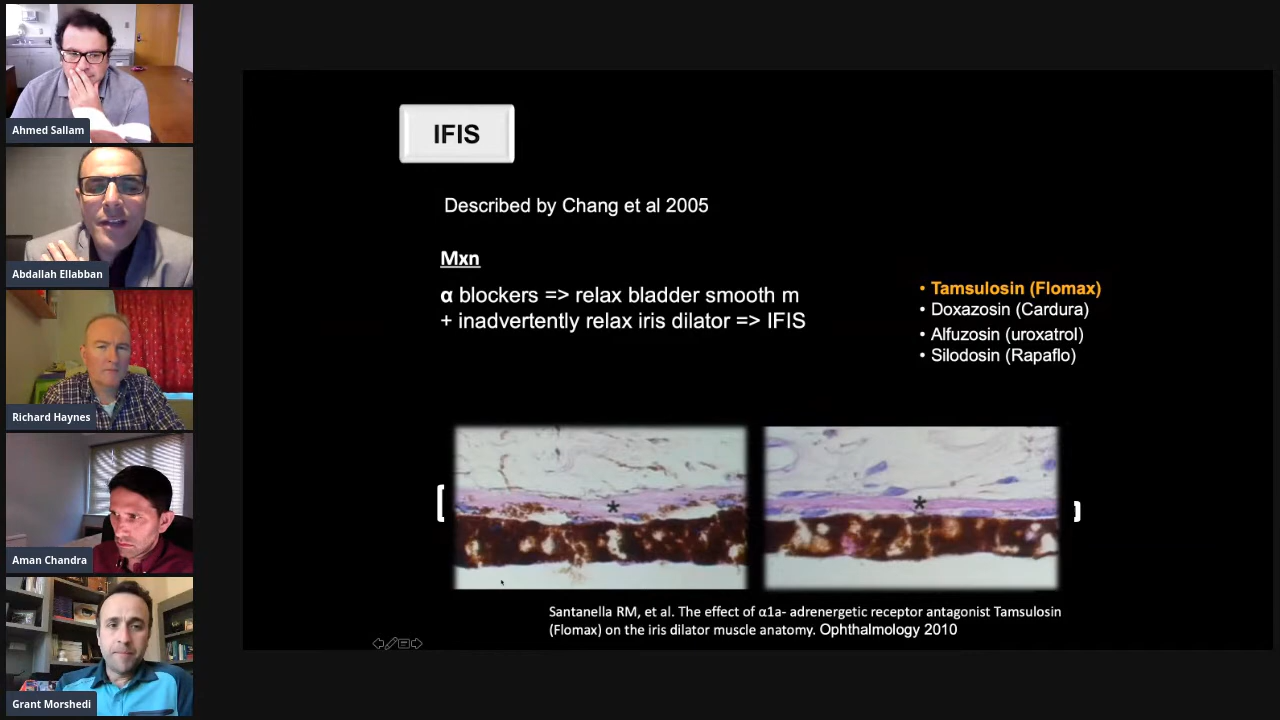 Ahmed Sallam
Abdallah Ellabban
Richard Haynes
Aman Chandra
Grant Morshedi
IFIS
Described by Chang et al 2005
Mxn
α blockers => relax bladder smooth m
+ inadvertently relax iris dilator => IFIS
• Tamsulosin (Flomax)
• Doxazosin (Cardura)
• Alfuzosin (uroxatrol)
• Silodosin (Rapaflo)
*
*
Santanella RM, et al. The effect of α1a- adrenergetic receptor antagonist Tamsulosin
(Flomax) on the iris dilator muscle anatomy. Ophthalmology 2010